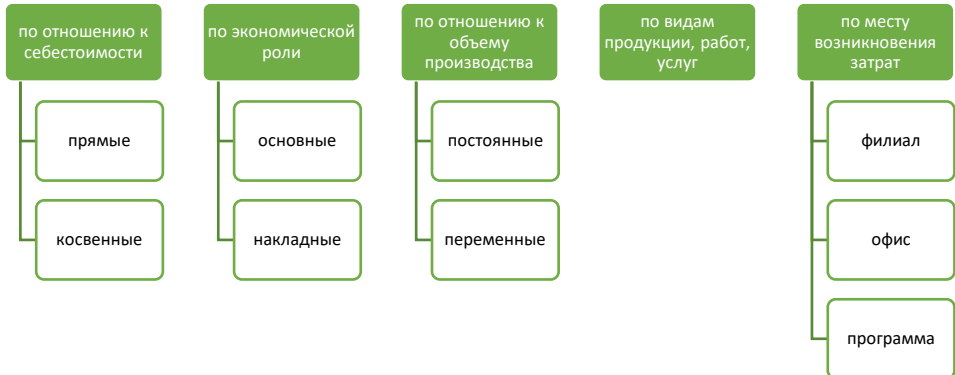 по отношению к
себестоимости
прямые
косвенные
по экономической
роли
основные
накладные
по отношению к
объему
производства
постоянные
переменные
по видам
продукции, работ,
услуг
по месту
возникновения
затрат
филиал
офис
программа